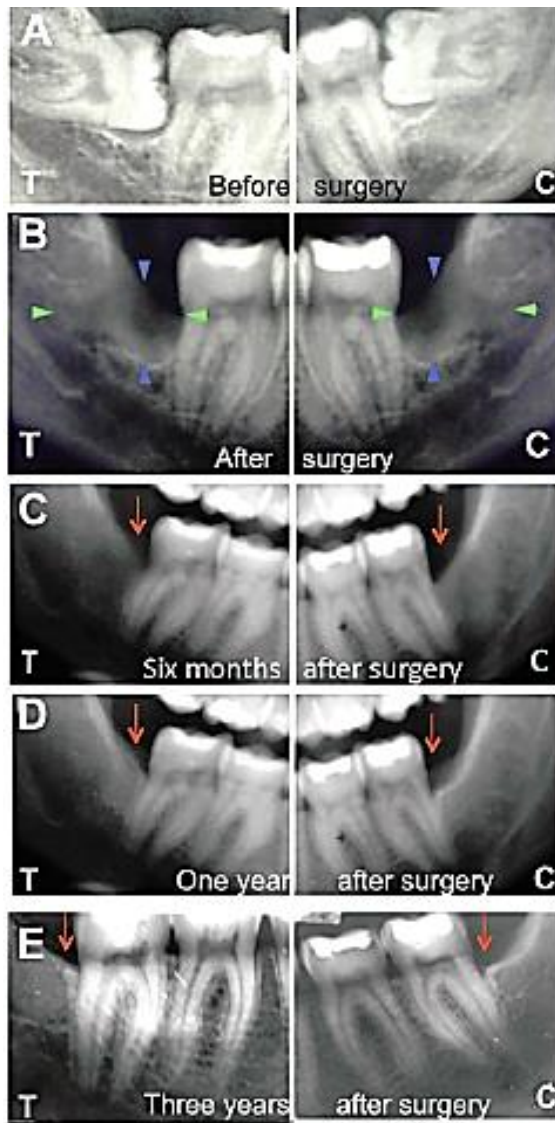 A
T Before surgery C
B
T After surgery C
C
T Six months after surgery C
D
T One year after surgery C
E
T Three years after surgery C